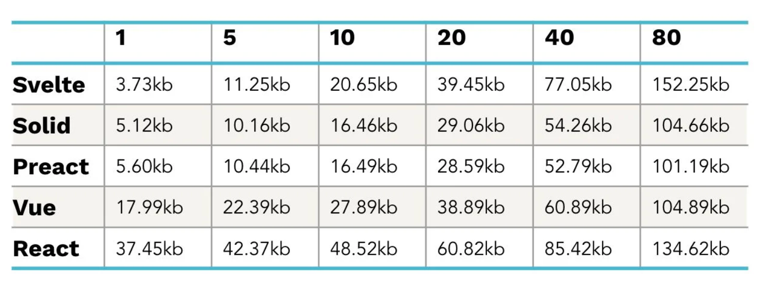 1 5 10 20 40 80
Svelte 3.73kb 11.25kb 20.65kb 39.45kb 77.05kb 152.25kb
Solid 5.12kb 10.16kb 16.46kb 29.06kb 54.26kb 104.66kb
Preact 5.60kb 10.44kb 16.49kb 28.59kb 52.79kb 101.19kb
Vue 17.99kb 22.39kb 27.89kb 38.89kb 60.89kb 104.89kb
React 37.45kb 42.37kb 48.52kb 60.82kb 85.42kb 134.62kb